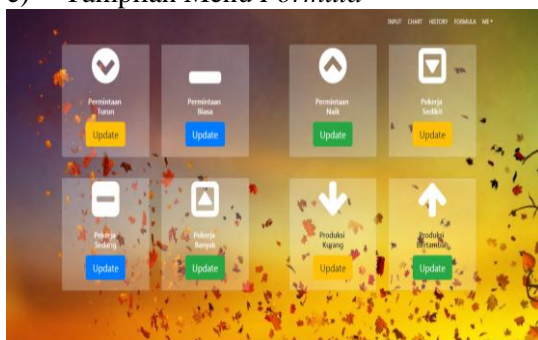 Tampilan Menu Formula
INPUT CHART HISTORY FORMULA ME
Permintaan
Turun
Update
Permintaan
Biasa
Update
Permintaan
Naik
Update
Pekerja
Sedikit
Update
Pekerja
Sedang
Update
Pekerja
Banyak
Update
Produksi
Kurang
Update
Produksi
Bertambah
Update